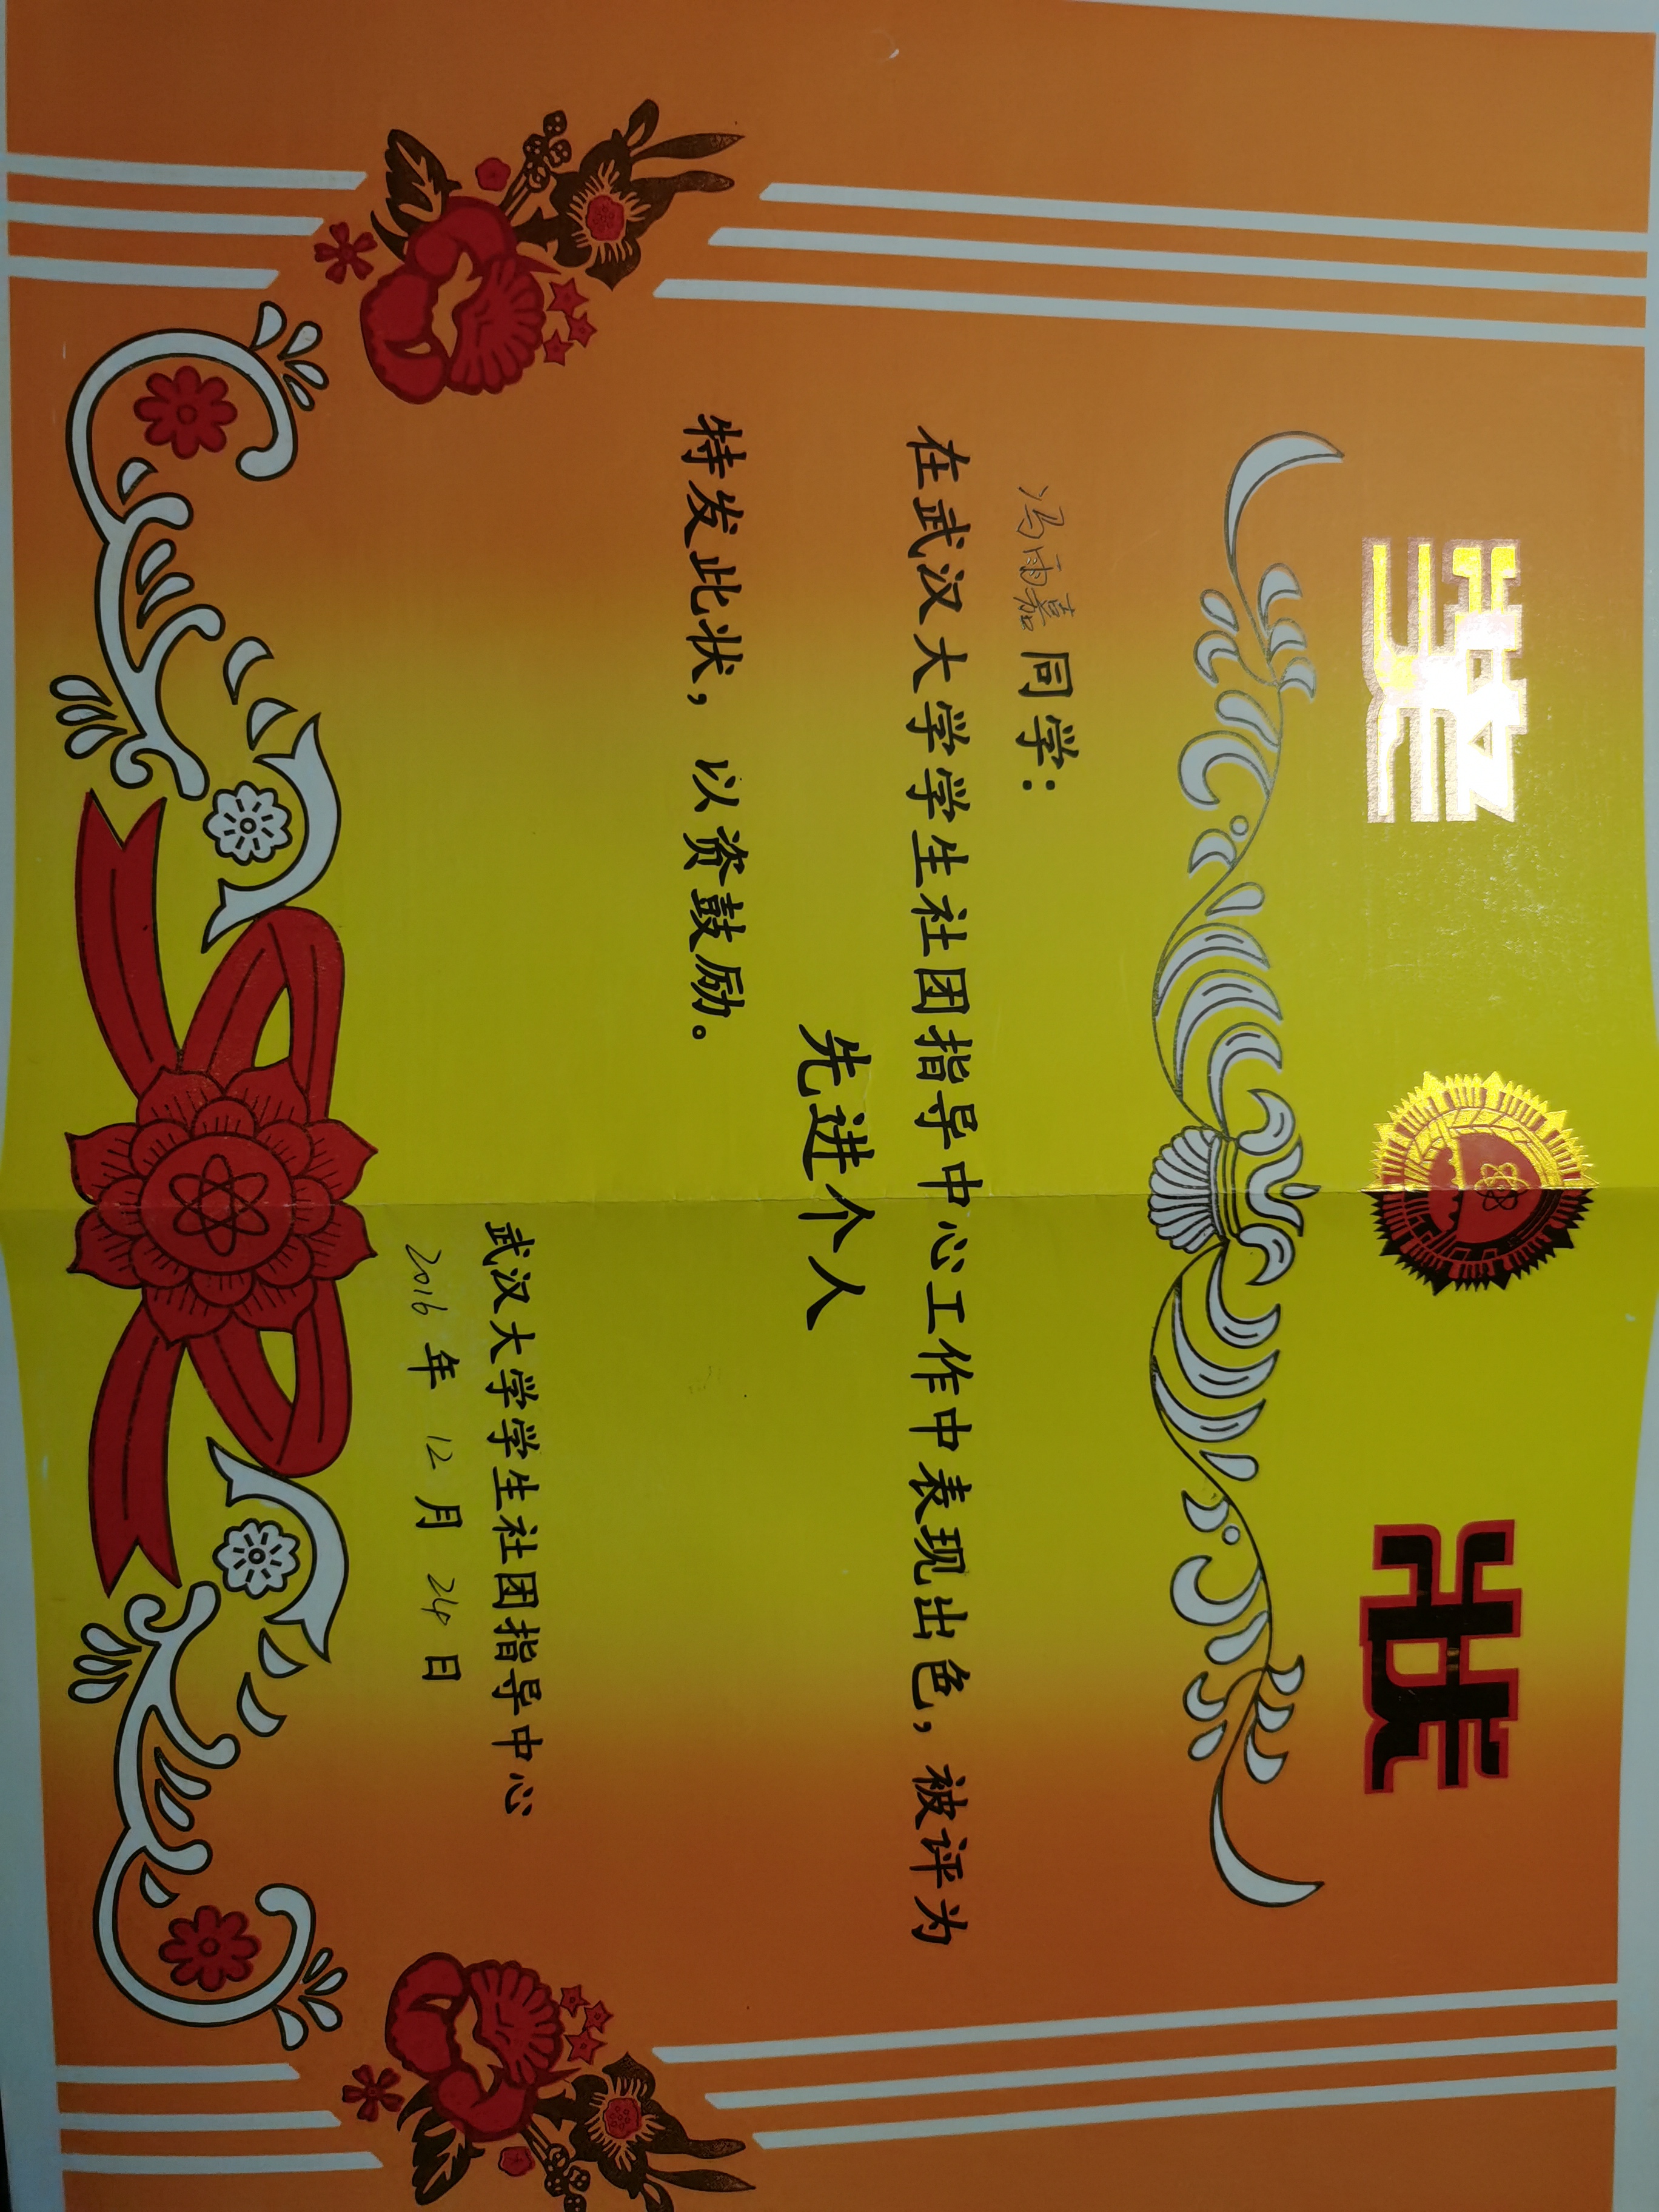 奖 状
冯雨嘉同学：
在武汉大学学生社团指导中心工作中表现出色，被评为
先进个人
特发此状，以资鼓励。
武汉大学学生社团指导中心
2016 年 12 月 24 日